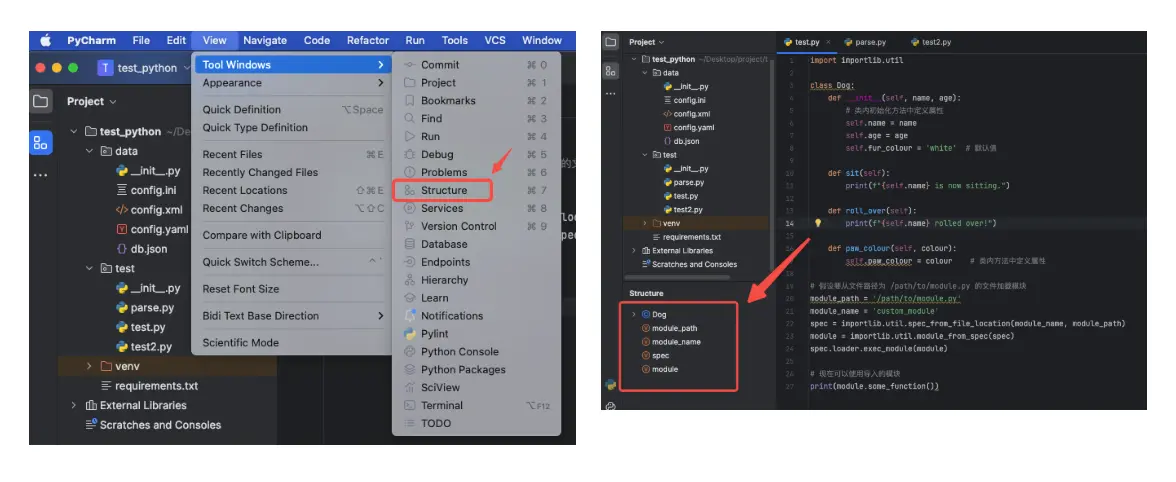 PyCharm File Edit View Navigate Code Refactor Run Tools VCS Window
test_python
Project
test_python ~/De
data
__init__.py
config.ini
config.xml
config.yaml
db.json
test
__init__.py
parse.py
test.py
test2.py
venv
requirements.txt
External Libraries
Scratches and Consoles
Tool Windows
Appearance
Quick Definition ⌥Space
Quick Type Definition
Recent Files ⌘E
Recently Changed Files
Recent Locations ⇧⌘E
Recent Changes ⌥⇧C
Compare with Clipboard
Quick Switch Scheme... ⌃`
Reset Font Size
Bidi Text Base Direction
Scientific Mode
Commit ⌘ 0
Project ⌘ 1
Bookmarks ⌘ 2
Find ⌘ 3
Run ⌘ 4
Debug ⌘ 5
Problems ⌘ 6
Structure ⌘ 7
Services ⌘ 8
Version Control ⌘ 9
Database
Endpoints
Hierarchy
Learn
Notifications
Pylint
Python Console
Python Packages
SciView
Terminal ⌥F12
TODO
的文
loa
pec
Project
test_python ~/Desktop/project/t
data
__init__.py
config.ini
config.xml
config.yaml
db.json
test
__init__.py
parse.py
test.py
test2.py
venv
requirements.txt
External Libraries
Scratches and Consoles
Structure
Dog
module_path
module_name
spec
module
test.py × parse.py test2.py
1 import importlib.util
3 class Dog:
4 def __init__(self, name, age):
5 # 类内初始化方法中定义属性
6 self.name = name
7 self.age = age
8 self.fur_colour = 'white' # 默认值
10 def sit(self):
11 print(f"{self.name} is now sitting.")
13 def roll_over(self):
14 print(f"{self.name} rolled over!")
16 def paw_colour(self, colour):
17 self.paw_colour = colour # 类内方法中定义属性
19 # 假设要从文件路径为 /path/to/module.py 的文件加载模块
20 module_path = '/path/to/module.py'
21 module_name = 'custom_module'
22 spec = importlib.util.spec_from_file_location(module_name, module_path)
23 module = importlib.util.module_from_spec(spec)
24 spec.loader.exec_module(module)
26 # 现在可以使用导入的模块
27 print(module.some_function())